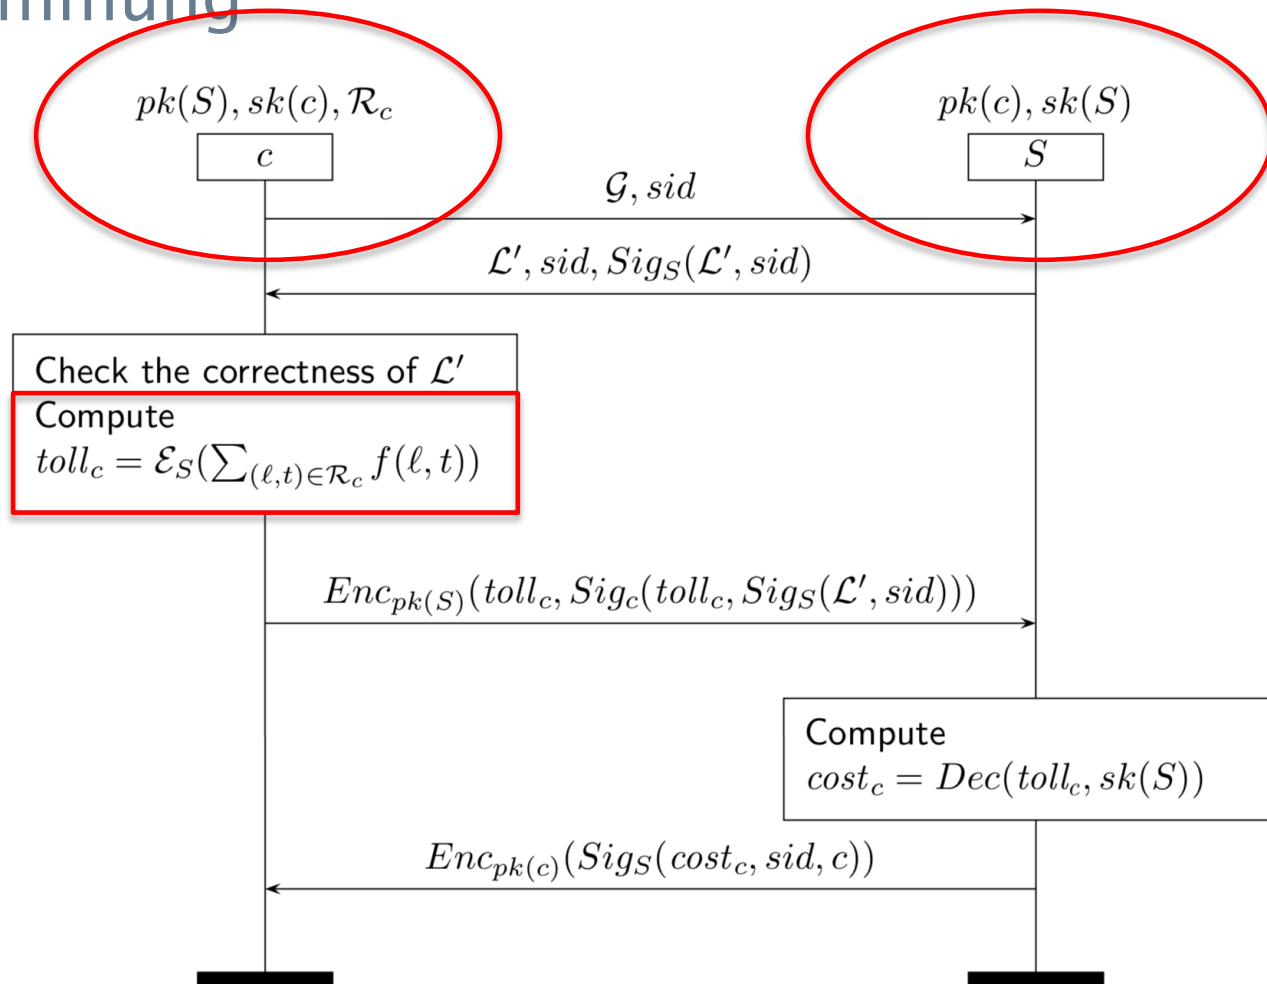 mmung
pk(S), sk(c), ℛ_c
pk(c), sk(S)
c
S
𝒢, sid
ℒ′, sid, Sig_S(ℒ′, sid)
Check the correctness of ℒ′
Compute
toll_c = ℰ_S(∑_{(ℓ,t)∈ℛ_c} f(ℓ, t))
Enc_{pk(S)}(toll_c, Sig_c(toll_c, Sig_S(ℒ′, sid)))
Compute
cost_c = Dec(toll_c, sk(S))
Enc_{pk(c)}(Sig_S(cost_c, sid, c))